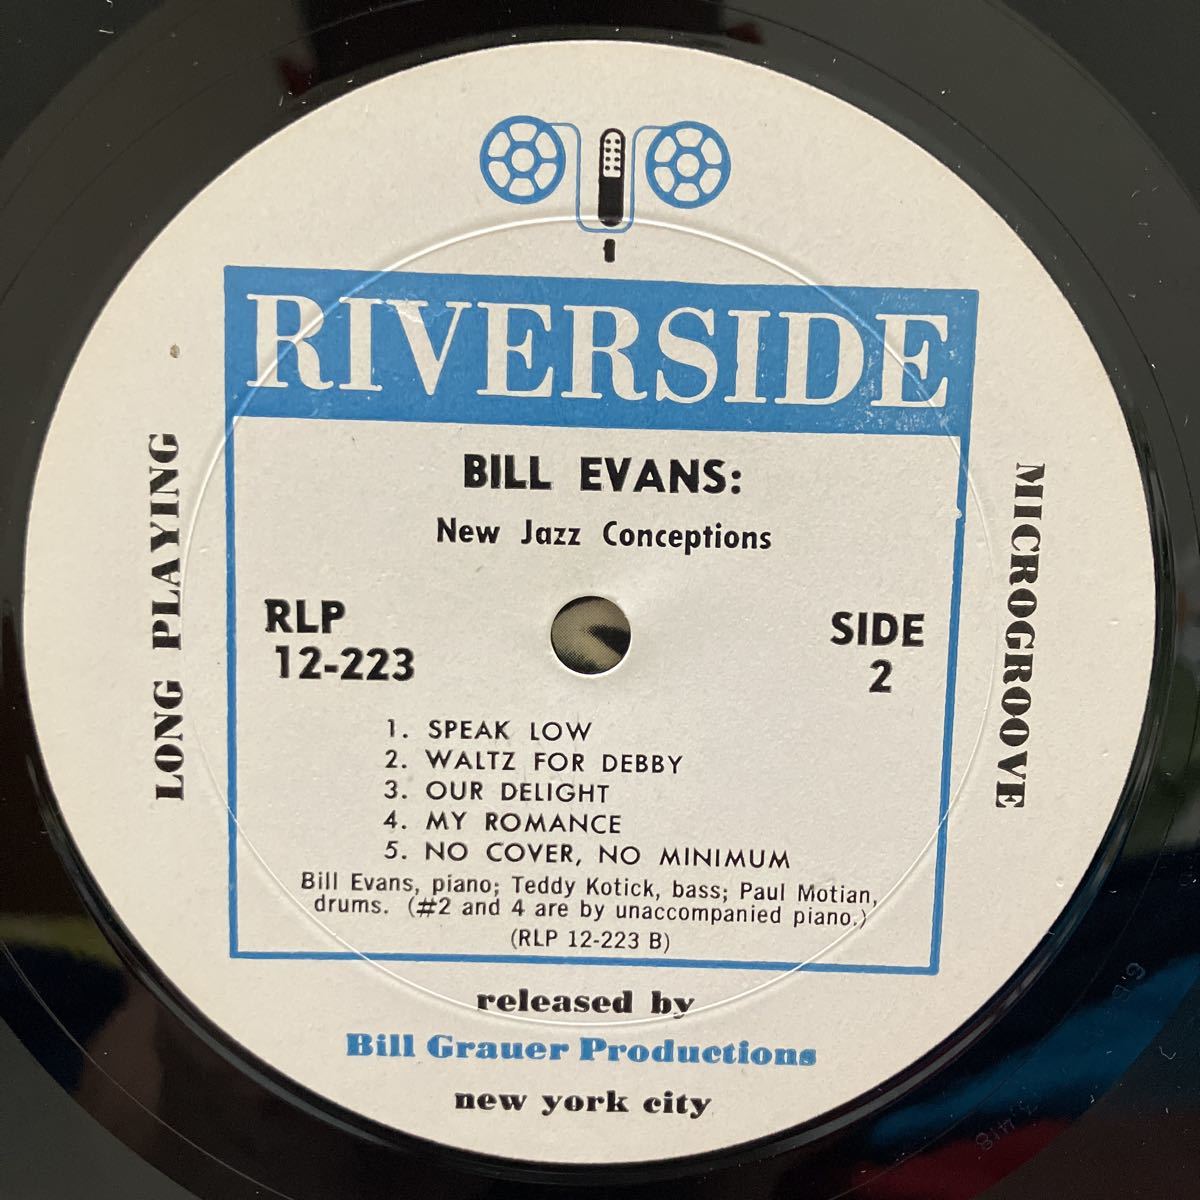 RIVERSIDE
BILL EVANS:
New Jazz Conceptions
RLP
12-223
SIDE
2
1. SPEAK LOW
2. WALTZ FOR DEBBY
3. OUR DELIGHT
4. MY ROMANCE
5. NO COVER, NO MINIMUM
Bill Evans, piano; Teddy Kotick, bass; Paul Motian,
drums. (#2 and 4 are by unaccompanied piano.)
(RLP 12-223 B)
LONG PLAYING
MICROGROOVE
released by
Bill Grauer Productions
new york city